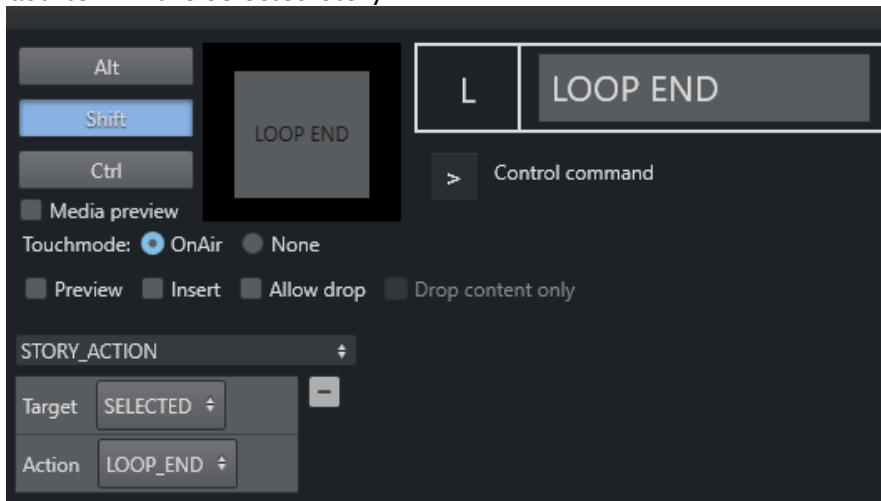 Alt
Shift
Ctrl
LOOP END
L
LOOP END
> Control command
Media preview
Touchmode: OnAir None
Preview Insert Allow drop Drop content only
STORY_ACTION
Target SELECTED
Action LOOP_END